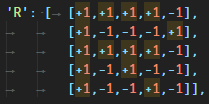 'R': [→ [+1,+1,+1,+1,-1],
→ → [+1,-1,-1,-1,+1],
→ → [+1,+1,+1,+1,-1],
→ → [+1,-1,+1,-1,-1],
→ → [+1,-1,-1,+1,-1]],